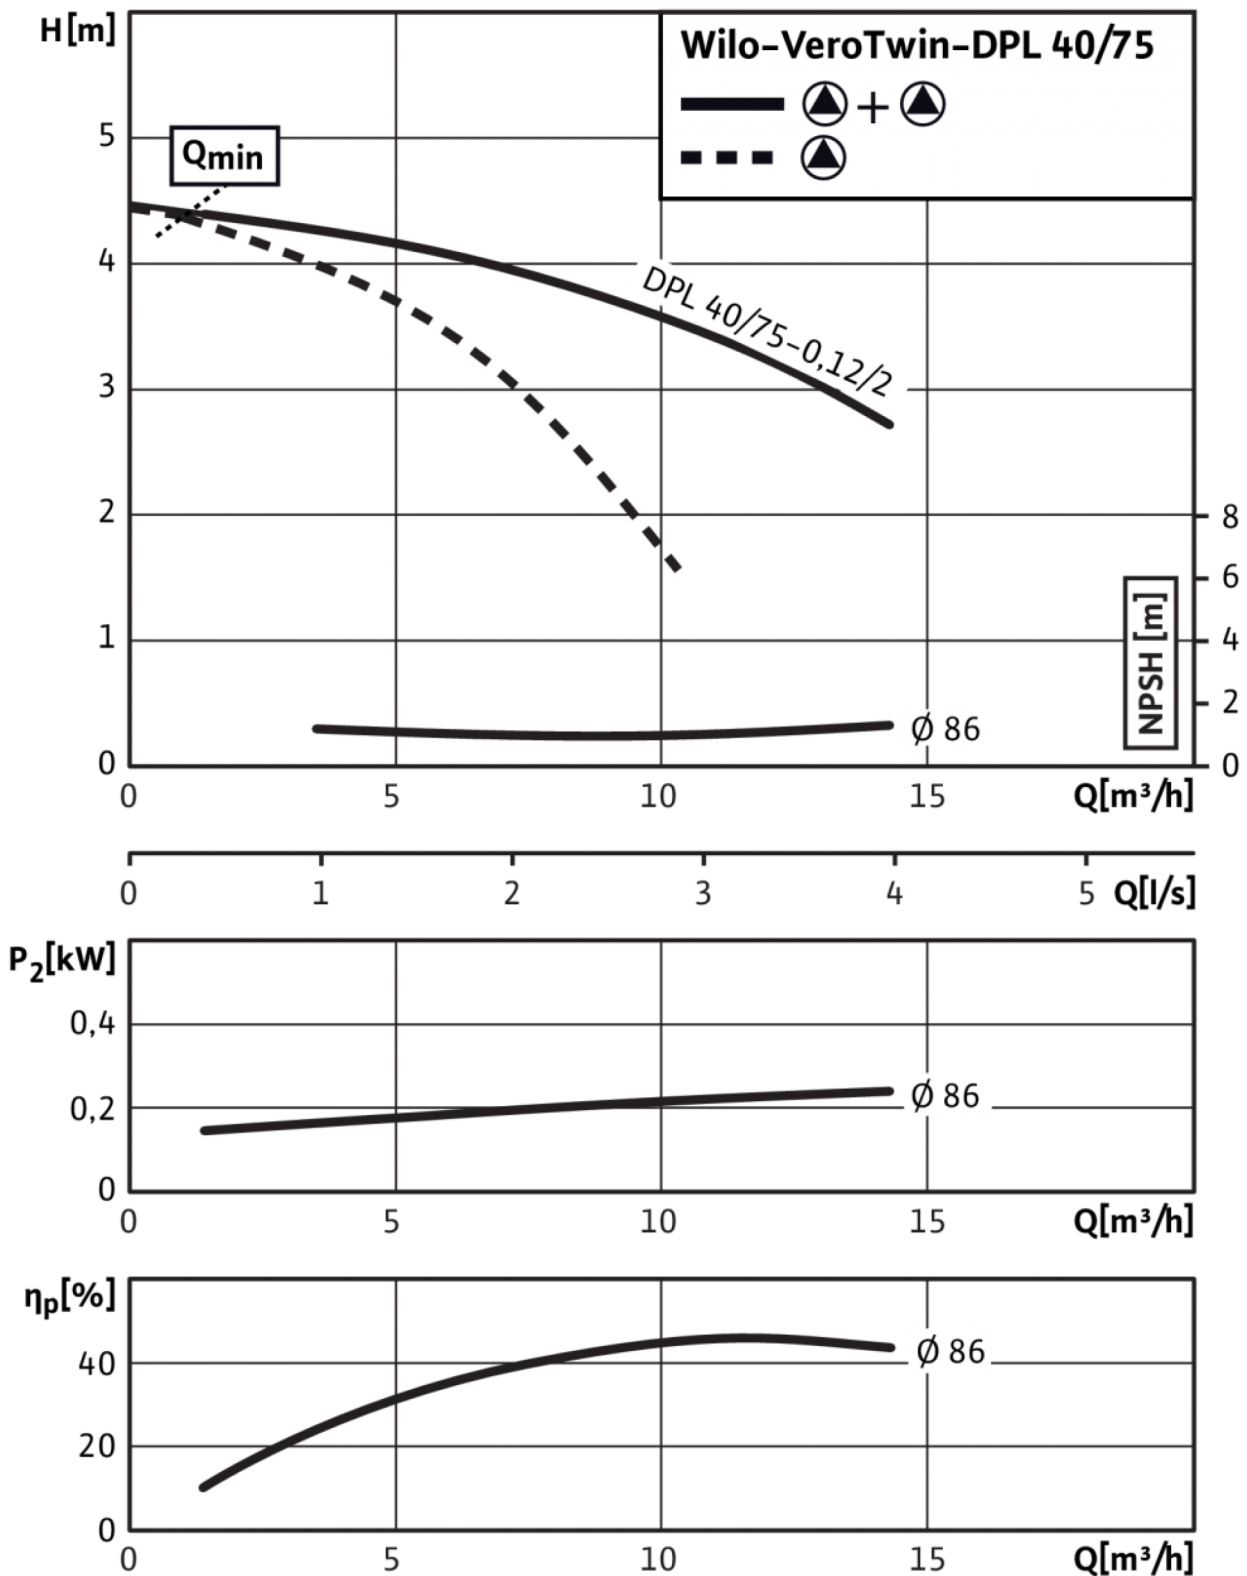 H[m]
Wilo-VeroTwin-DPL 40/75
+
Qmin
5
4
3
2
1
0
DPL 40/75-0,12/2
8
6
4
2
0
NPSH [m]
Ø 86
0 5 10 15 Q[m³/h]
0 1 2 3 4 5 Q[l/s]
P2[kW]
0,4
0,2
0
Ø 86
0 5 10 15 Q[m³/h]
ηp[%]
40
20
0
Ø 86
0 5 10 15 Q[m³/h]